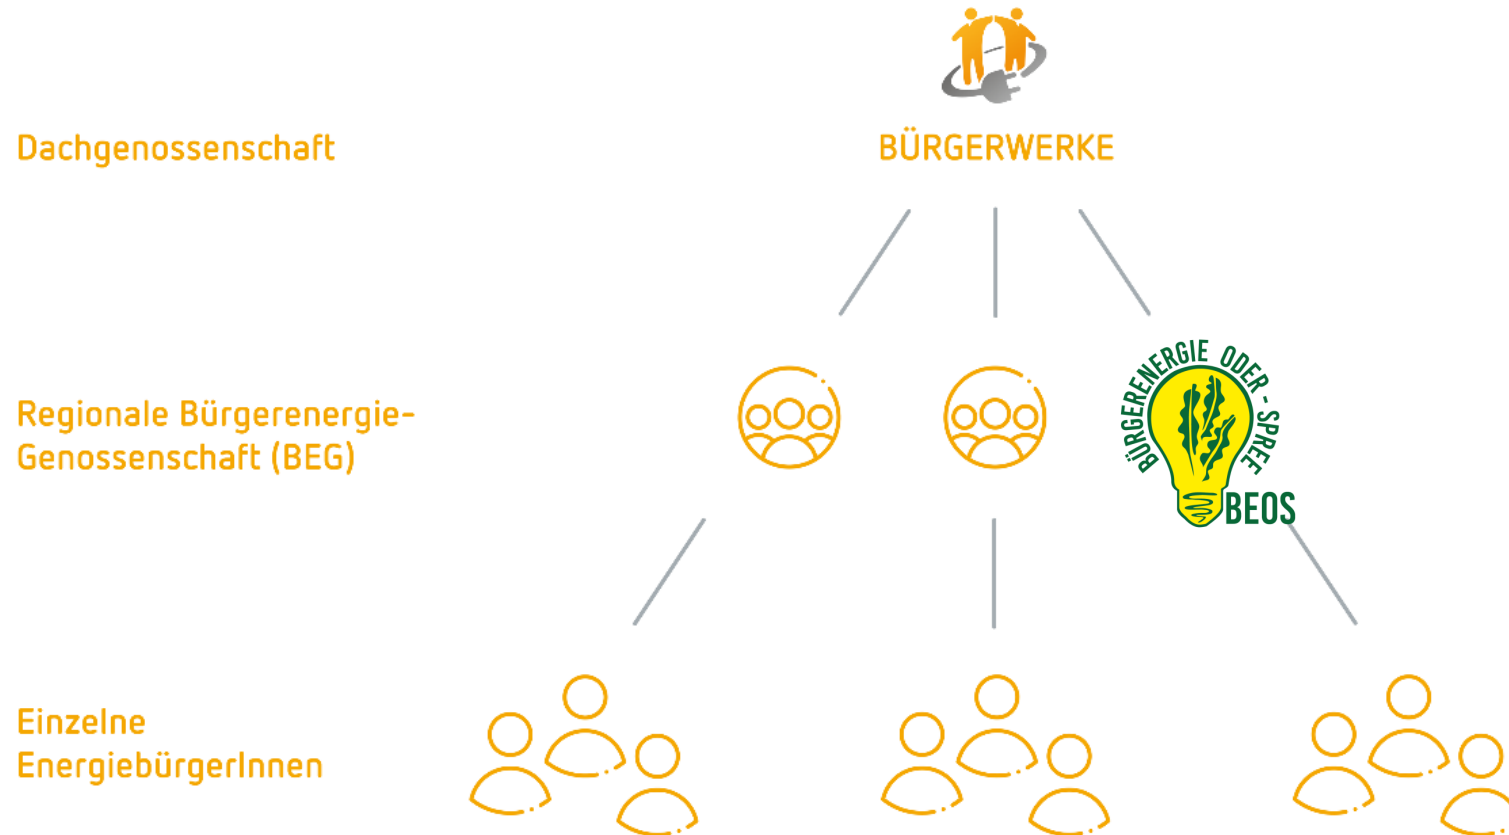 Dachgenossenschaft
BÜRGERWERKE
Regionale Bürgerenergie-
Genossenschaft (BEG)
BÜRGERENERGIE ODER - SPREE
BEOS
Einzelne
EnergiebürgerInnen